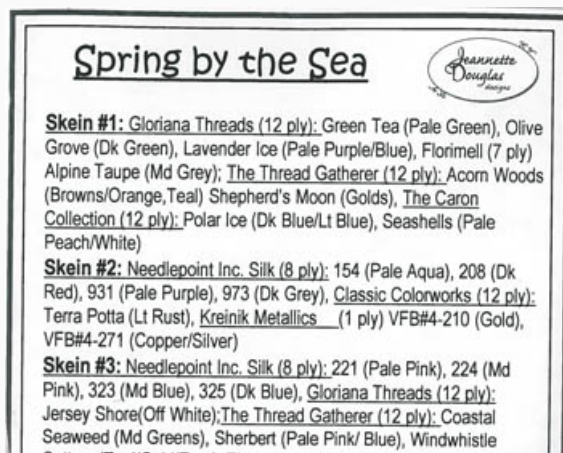 Spring by the Sea
Jeannette
Douglas
designs
Skein #1: Gloriana Threads (12 ply): Green Tea (Pale Green), Olive
Grove (Dk Green), Lavender Ice (Pale Purple/Blue), Florimell (7 ply)
Alpine Taupe (Md Grey); The Thread Gatherer (12 ply): Acorn Woods
(Browns/Orange,Teal) Shepherd's Moon (Golds), The Caron
Collection (12 ply): Polar Ice (Dk Blue/Lt Blue), Seashells (Pale
Peach/White)
Skein #2: Needlepoint Inc. Silk (8 ply): 154 (Pale Aqua), 208 (Dk
Red), 931 (Pale Purple), 973 (Dk Grey), Classic Colorworks (12 ply):
Terra Potta (Lt Rust), Kreinik Metallics (1 ply) VFB#4-210 (Gold),
VFB#4-271 (Copper/Silver)
Skein #3: Needlepoint Inc. Silk (8 ply): 221 (Pale Pink), 224 (Md
Pink), 323 (Md Blue), 325 (Dk Blue), Gloriana Threads (12 ply):
Jersey Shore(Off White);The Thread Gatherer (12 ply): Coastal
Seaweed (Md Greens), Sherbert (Pale Pink/ Blue), Windwhistle